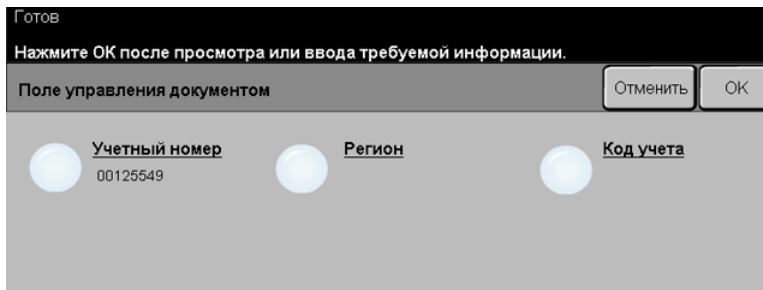 Готов
Нажмите ОК после просмотра или ввода требуемой информации.
Поле управления документом
Отменить
OK
Учетный номер
Регион
Код учета
00125549